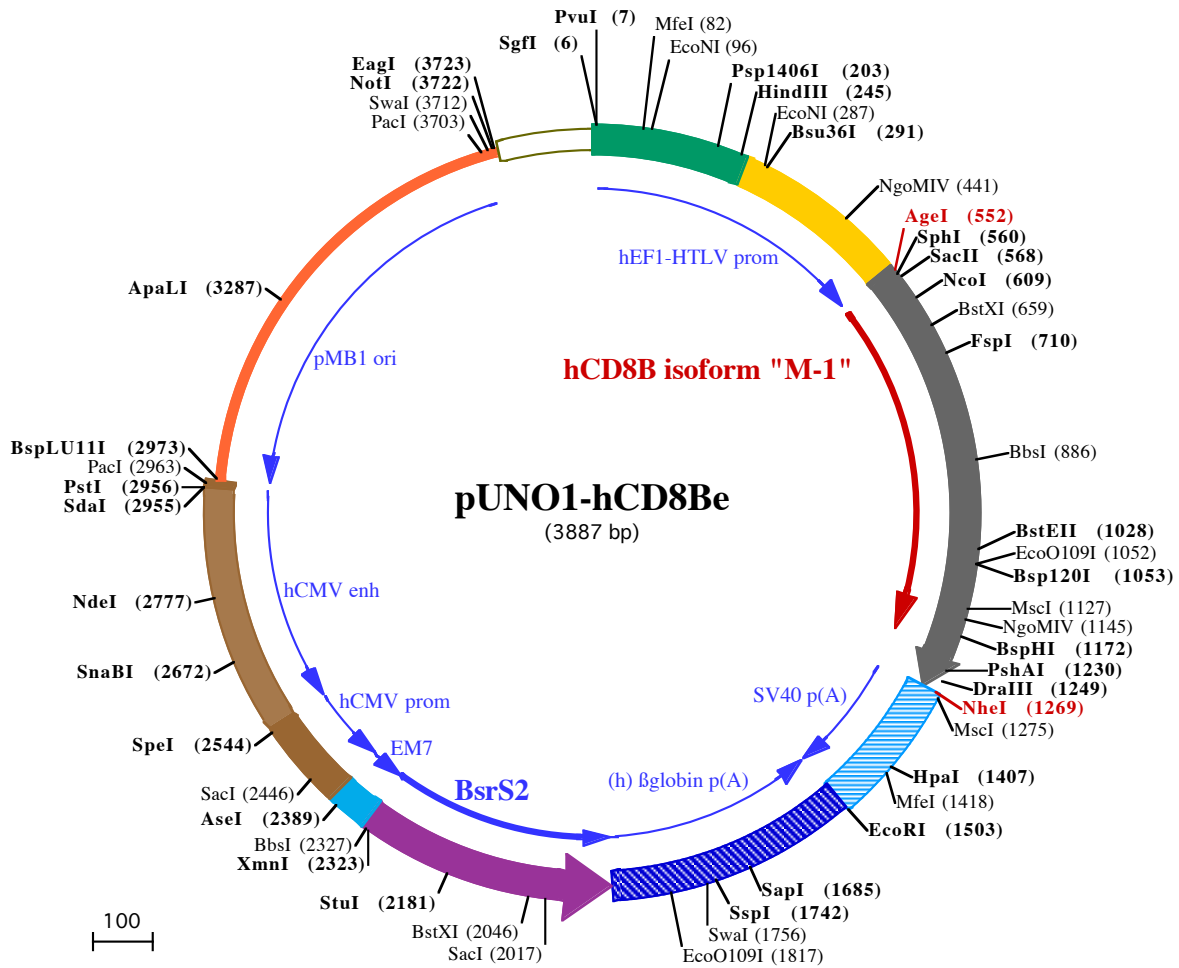 PvuI (7)
SgfI (6)
MfeI (82)
EcoNI (96)
Psp1406I (203)
HindIII (245)
EcoNI (287)
Bsu36I (291)
NgoMIV (441)
AgeI (552)
SphI (560)
SacII (568)
NcoI (609)
BstXI (659)
FspI (710)
BbsI (886)
BstEII (1028)
EcoO109I (1052)
Bsp120I (1053)
MscI (1127)
NgoMIV (1145)
BspHI (1172)
PshAI (1230)
DraIII (1249)
NheI (1269)
MscI (1275)
HpaI (1407)
MfeI (1418)
EcoRI (1503)
SapI (1685)
SspI (1742)
SwaI (1756)
EcoO109I (1817)
SacI (2017)
BstXI (2046)
StuI (2181)
XmnI (2323)
BbsI (2327)
AseI (2389)
SacI (2446)
SpeI (2544)
SnaBI (2672)
NdeI (2777)
SdaI (2955)
PstI (2956)
PacI (2963)
BspLU11I (2973)
ApaLI (3287)
PacI (3703)
SwaI (3712)
NotI (3722)
EagI (3723)
hEF1-HTLV prom
hCD8B isoform "M-1"
pMB1 ori
pUNO1-hCD8Be
(3887 bp)
hCMV enh
hCMV prom
EM7
BsrS2
(h) ßglobin p(A)
SV40 p(A)
100